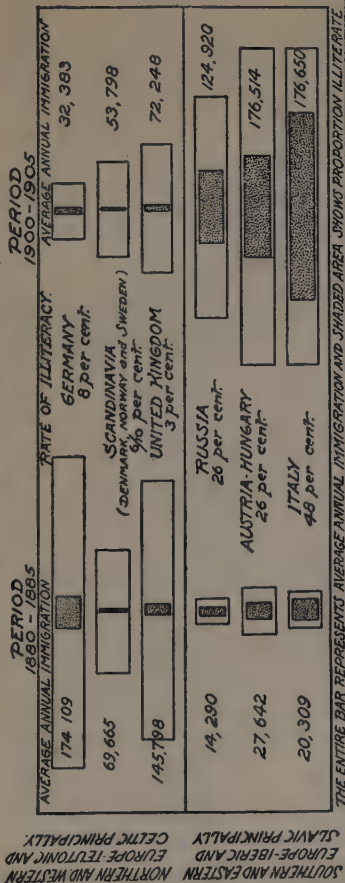 PERIOD
1880 - 1885
PERIOD
1900-1905
AVERAGE ANNUAL IMMIGRATION
RATE OF ILLITERACY.
AVERAGE ANNUAL IMMIGRATION
NORTHERN AND WESTERN
EUROPE-TEUTONIC AND
CELTIC PRINCIPALLY.
174 109
GERMANY
8 per cent.
32,383
69,665
SCANDINAVIA
(DENMARK, NORWAY and SWEDEN)
6/10 per cent.
53,798
145,798
UNITED KINGDOM
3 per cent.
72,248
SOUTHERN AND EASTERN
EUROPE-IBERIC AND
SLAVIC PRINCIPALLY
14,290
RUSSIA
26 per cent.
124,920
27,642
AUSTRIA-HUNGARY
26 per cent.
176,514
20,309
ITALY
48 per cent.
176,650
THE ENTIRE BAR REPRESENTS AVERAGE ANNUAL IMMIGRATION AND SHADED AREA SHOWS PROPORTION ILLITERATE